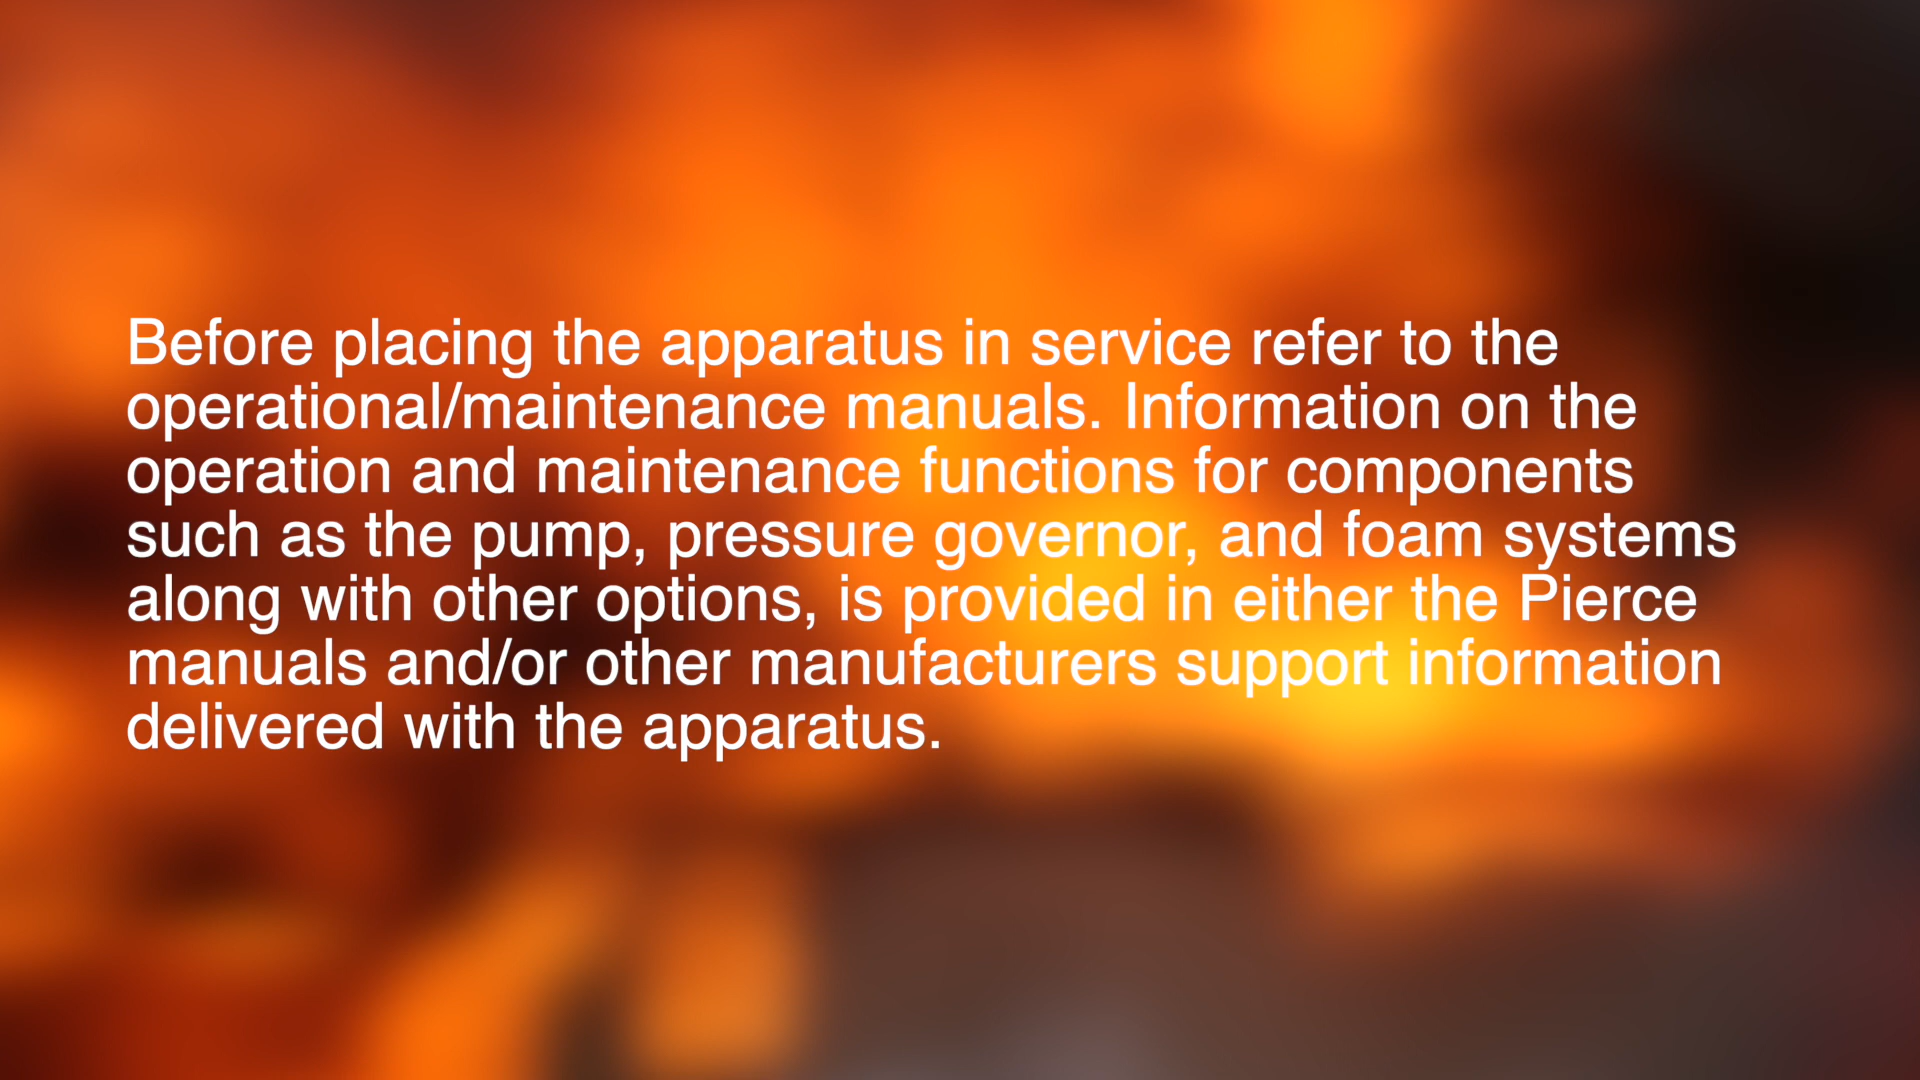 Before placing the apparatus in service refer to the
operational/maintenance manuals. Information on the
operation and maintenance functions for components
such as the pump, pressure governor, and foam systems
along with other options, is provided in either the Pierce
manuals and/or other manufacturers support information
delivered with the apparatus.